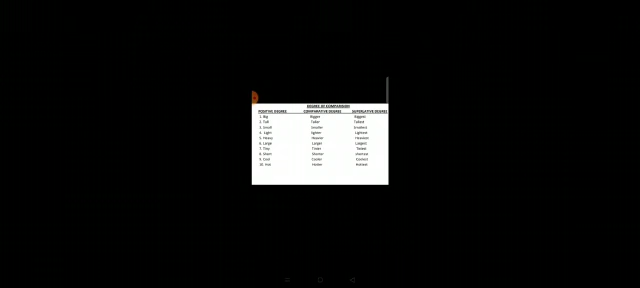 DEGREE OF COMPARISON
POSITIVE DEGREE COMPARATIVE DEGREE SUPERLATIVE DEGREE
1. Big Bigger Biggest
2. Tall Taller Tallest
3. Small Smaller Smallest
4. Light Lighter Lightest
5. Heavy Heavier Heaviest
6. Large Larger Largest
7. Tiny Tinier Tiniest
8. Short Shorter shortest
9. Cool Cooler Coolest
10. Hot Hotter Hottest